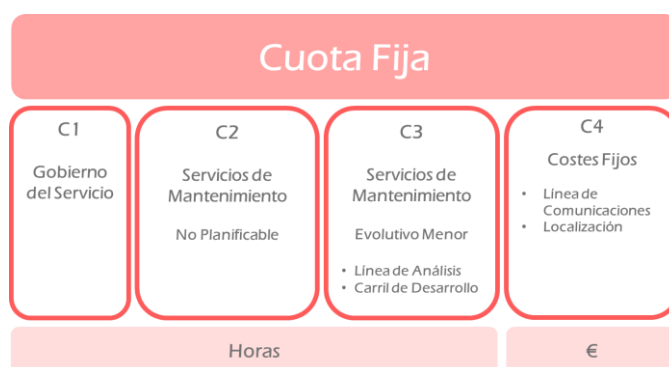 Cuota Fija
C1
Gobierno
del Servicio
C2
Servicios de
Mantenimiento
No Planificable
C3
Servicios de
Mantenimiento
Evolutivo Menor
• Línea de Análisis
• Carril de Desarrollo
C4
Costes Fijos
• Línea de
Comunicaciones
• Localización
Horas
€